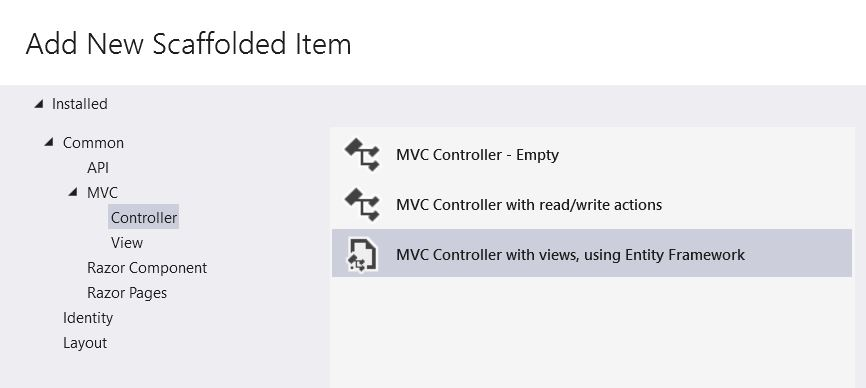 Add New Scaffolded Item
Installed
Common
API
MVC
Controller
View
Razor Component
Razor Pages
Identity
Layout
MVC Controller - Empty
MVC Controller with read/write actions
MVC Controller with views, using Entity Framework